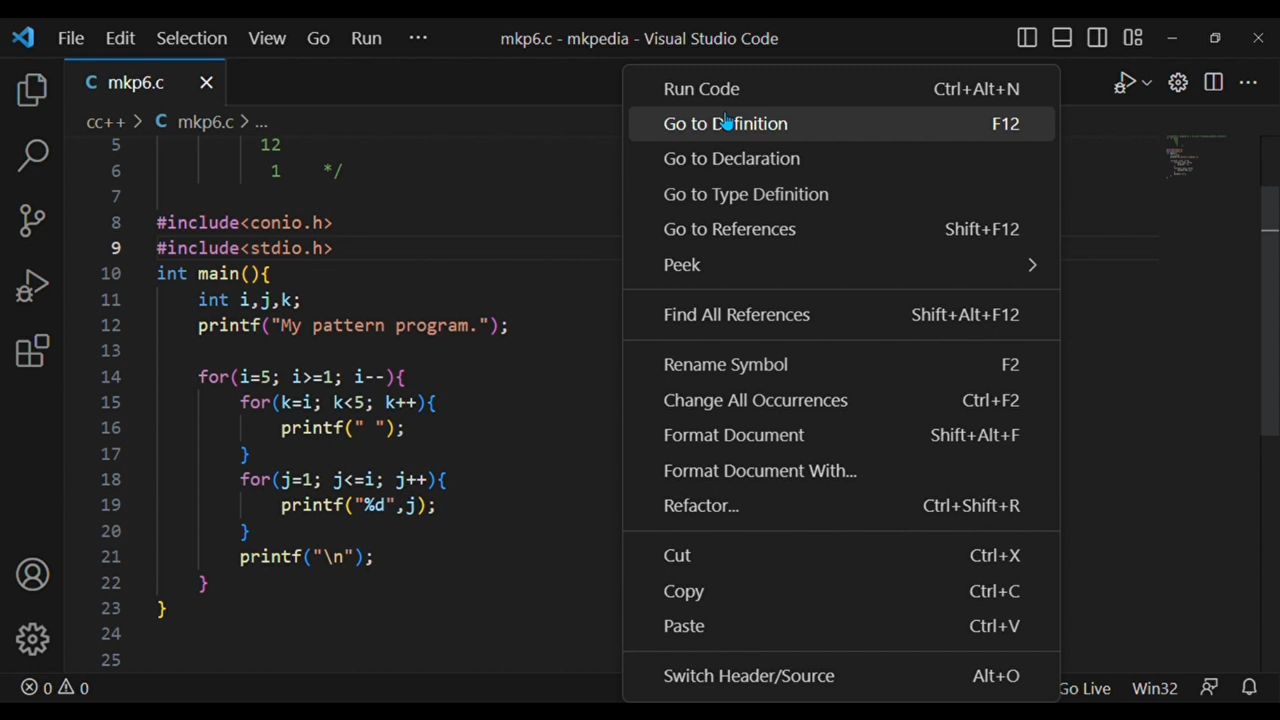 File Edit Selection View Go Run ··· mkp6.c - mkpedia - Visual Studio Code
C mkp6.c
cc++ > C mkp6.c > ...
5 12
6 1 */
7
8 #include<conio.h>
9 #include<stdio.h>
10 int main(){
11 int i,j,k;
12 printf("My pattern program.");
13
14 for(i=5; i>=1; i--){
15 for(k=i; k<5; k++){
16 printf(" ");
17 }
18 for(j=1; j<=i; j++){
19 printf("%d",j);
20 }
21 printf("\n");
22 }
23 }
24
25
Run Code Ctrl+Alt+N
Go to Definition F12
Go to Declaration
Go to Type Definition
Go to References Shift+F12
Peek >
Find All References Shift+Alt+F12
Rename Symbol F2
Change All Occurrences Ctrl+F2
Format Document Shift+Alt+F
Format Document With...
Refactor... Ctrl+Shift+R
Cut Ctrl+X
Copy Ctrl+C
Paste Ctrl+V
Switch Header/Source Alt+O
0 0 Go Live Win32